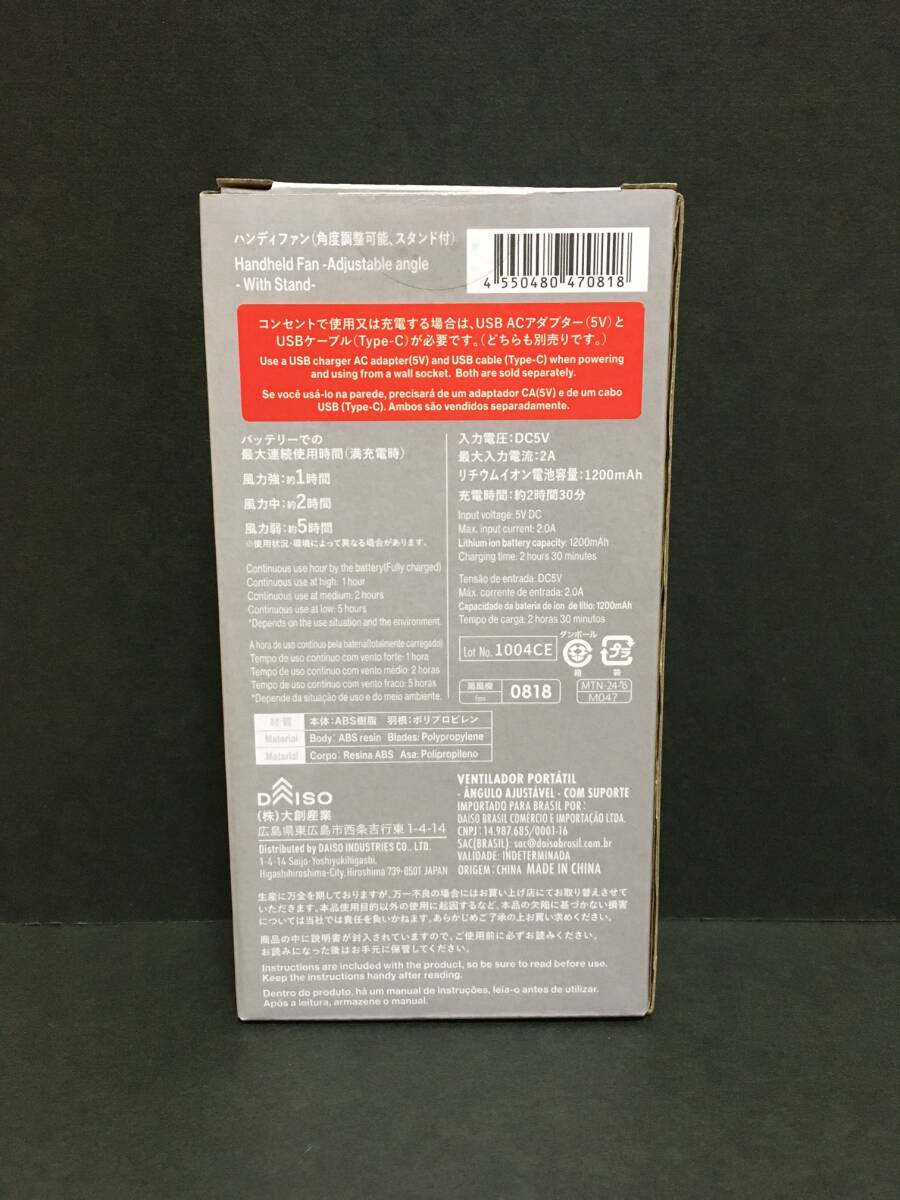 ハンディファン（角度調整可能、スタンド付）
Handheld Fan -Adjustable angle
- With Stand-
4 550480 470818
コンセントで使用又は充電する場合は、USB ACアダプター（5V）と
USBケーブル（Type-C）が必要です。（どちらも別売りです。）
Use a USB charger AC adapter(5V) and USB cable (Type-C) when powering
and using from a wall socket. Both are sold separately.
Se você usá-lo na parede, precisará de um adaptador CA(5V) e de um cabo
USB (Type-C). Ambos são vendidos separadamente.
バッテリーでの
最大連続使用時間（満充電時）
風力強：約1時間
風力中：約2時間
風力弱：約5時間
※使用状況・環境によって異なる場合があります。
Continuous use hour by the battery(Fully charged)
Continuous use at high: 1 hour
Continuous use at medium: 2 hours
Continuous use at low: 5 hours
*Depends on the use situation and the environment.
A hora de uso contínuo pela bateria(totalmente carregado)
Tempo de uso contínuo com vento forte: 1 hora
Tempo de uso contínuo com vento médio: 2 horas
Tempo de uso contínuo com vento fraco: 5 horas
*Depende da situação de uso e do meio ambiente.
入力電圧：DC5V
最大入力電流：2A
リチウムイオン電池容量：1200mAh
充電時間：約2時間30分
Input voltage: 5V DC
Max. input current: 2.0A
Lithium ion battery capacity: 1200mAh
Charging time: 2 hours 30 minutes
Tensão de entrada. DC5V
Máx. corrente de entrada: 2.0A
Capacidade da bateria de íon de lítio: 1200mAh
Tempo de carga: 2 horas 30 minutos
Lot No. 1004CE
ダンボール
箱
プラ
袋
扇風機
Fan
0818
MTN-24-16
M047
材質 本体：ABS樹脂 羽根：ポリプロピレン
Material Body: ABS resin Blades: Polypropylene
Material Corpo: Resina ABS Asa: Polipropileno
DAISO
（株）大創産業
広島県東広島市西条吉行東1-4-14
Distributed by DAISO INDUSTRIES CO., LTD.
1-4-14 Saijo-Yoshiyukihigashi,
Higashihiroshima-City, Hiroshima 739-8501 JAPAN
VENTILADOR PORTÁTIL
- ÂNGULO AJUSTÁVEL - COM SUPORTE
IMPORTADO PARA BRASIL POR:
DAISO BRASIL COMÉRCIO E IMPORTAÇÃO LTDA.
CNPJ: 14.987.685/0001-16
SAC(BRASIL): sac@daisobrasil.com.br
VALIDADE: INDETERMINADA
ORIGEM: CHINA MADE IN CHINA
生産に万全を期しておりますが、万一不良の場合にはお買い上げ店にてお取り替えさせて
いただきます。本品使用目的以外の使用に起因するなど、本品の欠陥に基づかない損害
については当社では責任を負いかねます。あらかじめご了承の上お買い求めください。
商品の中に説明書が封入されていますので、ご使用前に必ずお読みください。
お読みになった後はお手元に保管してください。
Instructions are included with the product, so be sure to read before use.
Keep the instructions handy after reading.
Dentro do produto, há um manual de instruções, leia-o antes de utilizar.
Após a leitura, armazene o manual.